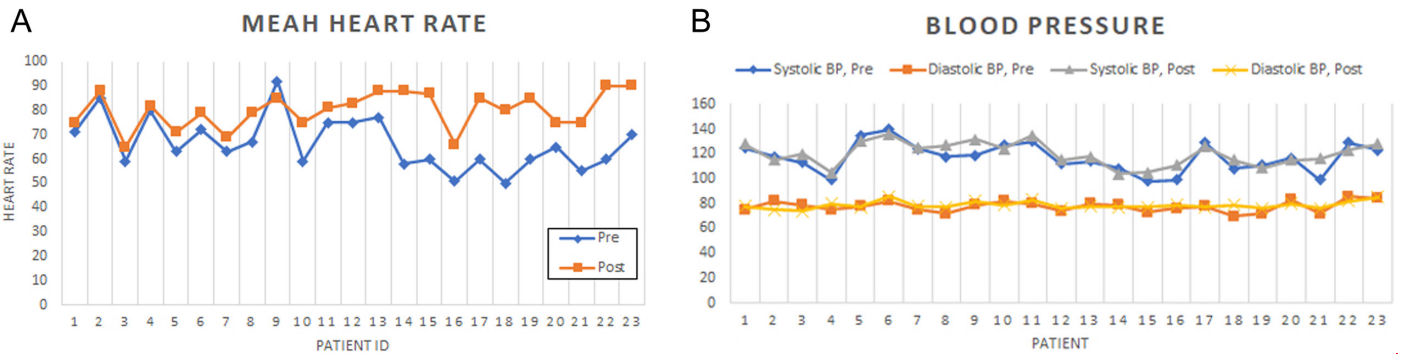 A
MEAH HEART RATE
100
90
80
70
60
50
40
30
20
10
0
HEART RATE
Pre
Post
1 2 3 4 5 6 7 8 9 10 11 12 13 14 15 16 17 18 19 20 21 22 23
PATIENT ID
B
BLOOD PRESSURE
Systolic BP, Pre Diastolic BP, Pre Systolic BP, Post Diastolic BP, Post
160
140
120
100
80
60
40
20
0
1 2 3 4 5 6 7 8 9 10 11 12 13 14 15 16 17 18 19 20 21 22 23
PATIENT